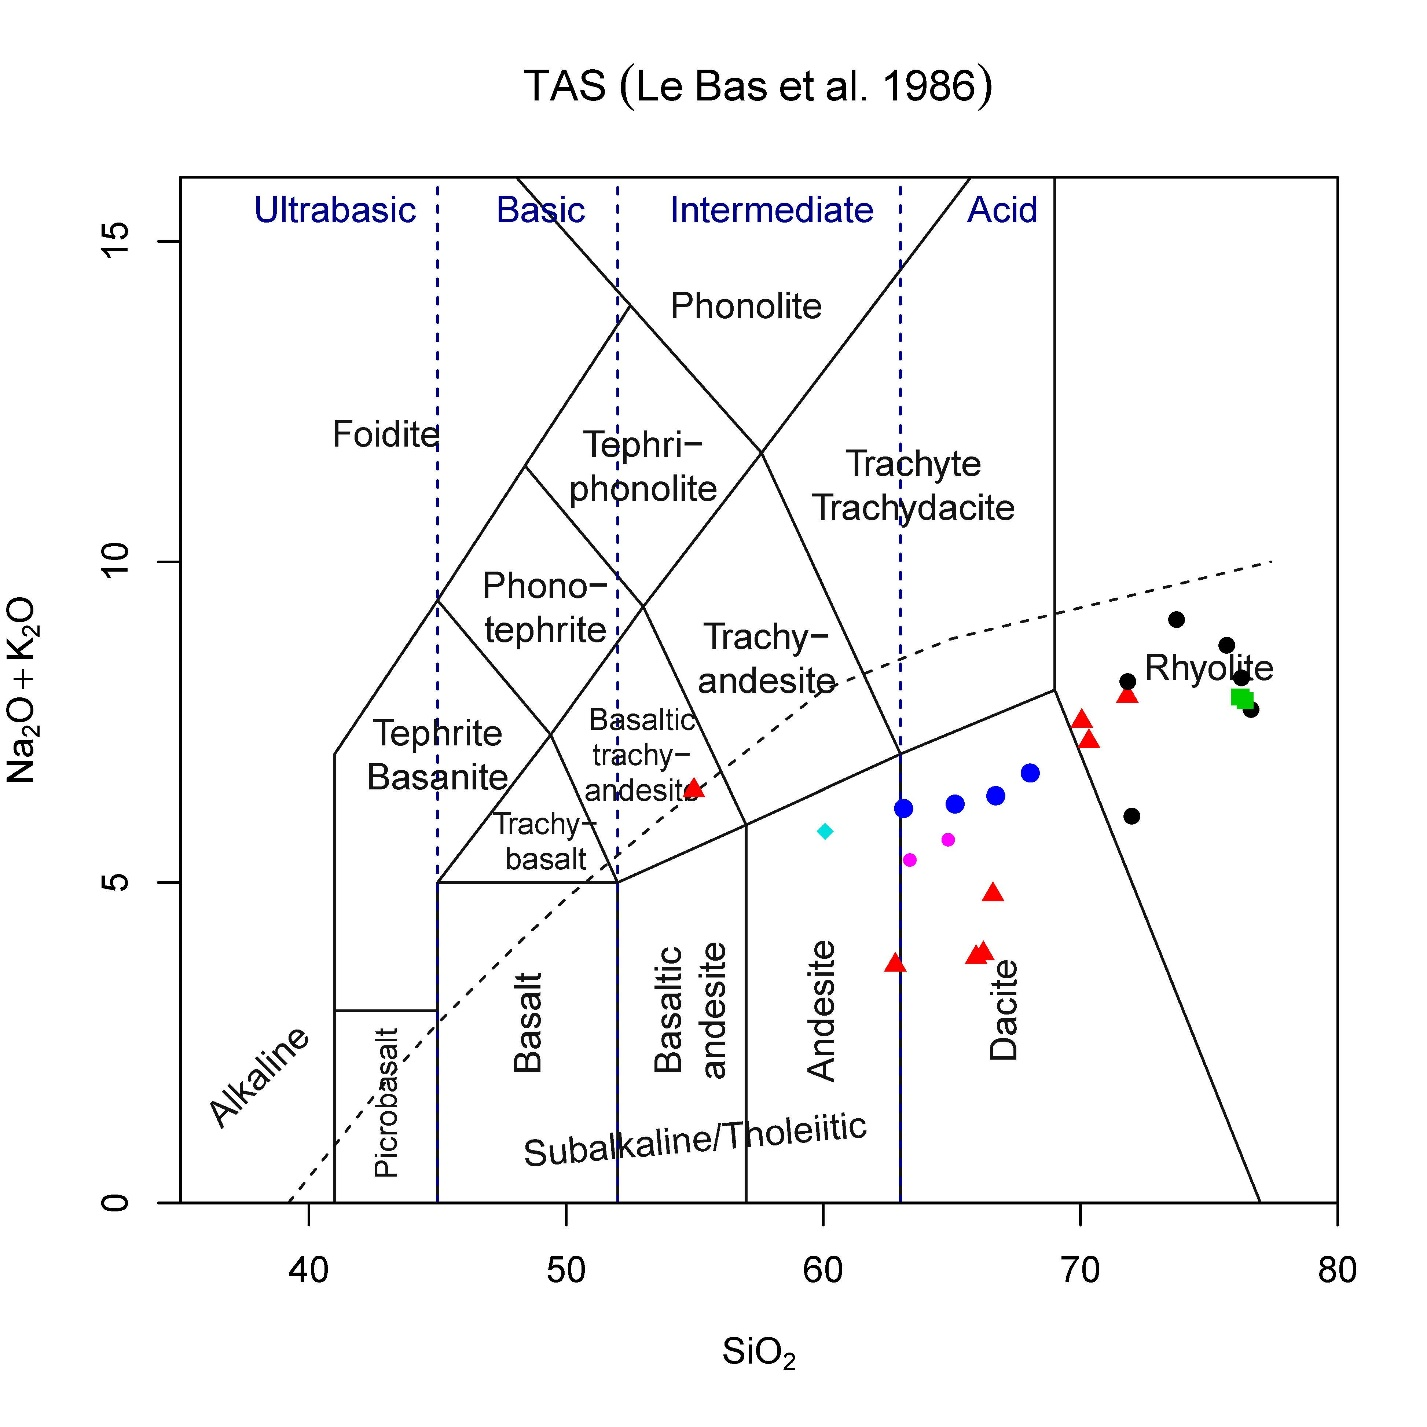 TAS (Le Bas et al. 1986)
Ultrabasic
Basic
Intermediate
Acid
Phonolite
Foidite
Tephri−
phonolite
Trachyte
Trachydacite
Phono−
tephrite
Trachy−
andesite
Rhyolite
Tephrite
Basanite
Basaltic
trachy−
andesite
Trachy−
basalt
Basalt
Basaltic
andesite
Andesite
Dacite
Picrobasalt
Alkaline
Subalkaline/Tholeiitic
15
10
5
0
Na₂O + K₂O
40
50
60
70
80
SiO₂